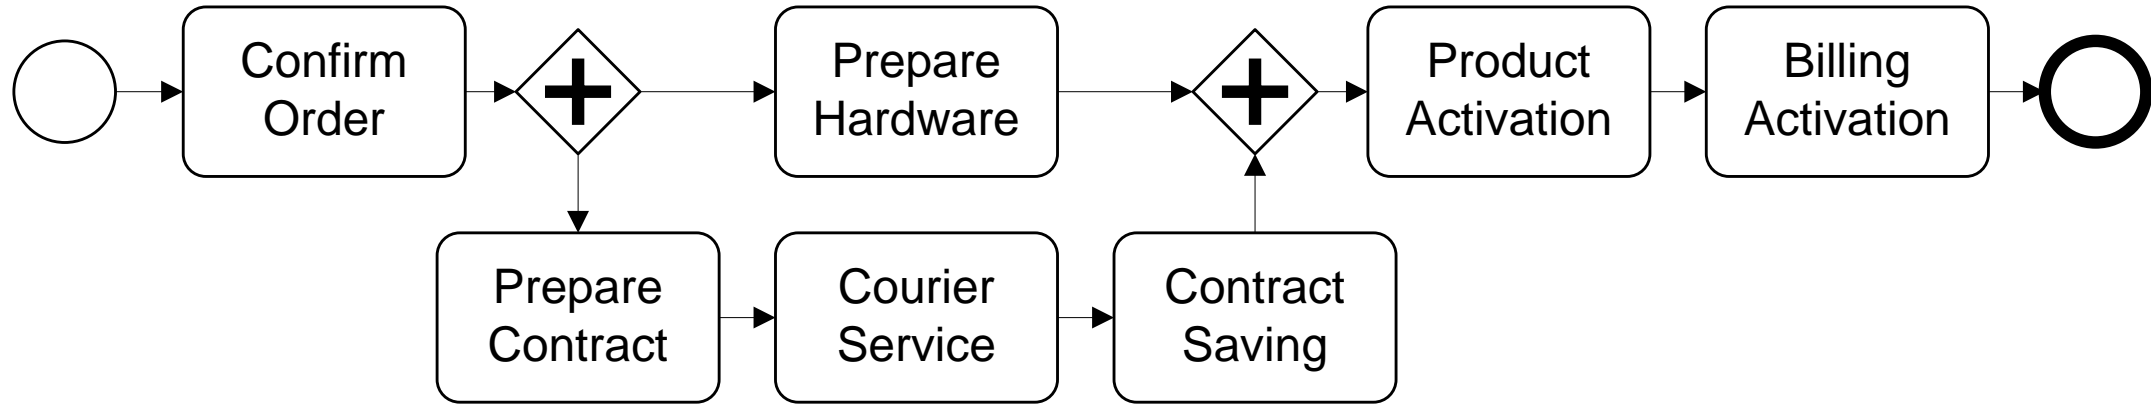 Confirm
Order
Prepare
Hardware
Product
Activation
Billing
Activation
Prepare
Contract
Courier
Service
Contract
Saving